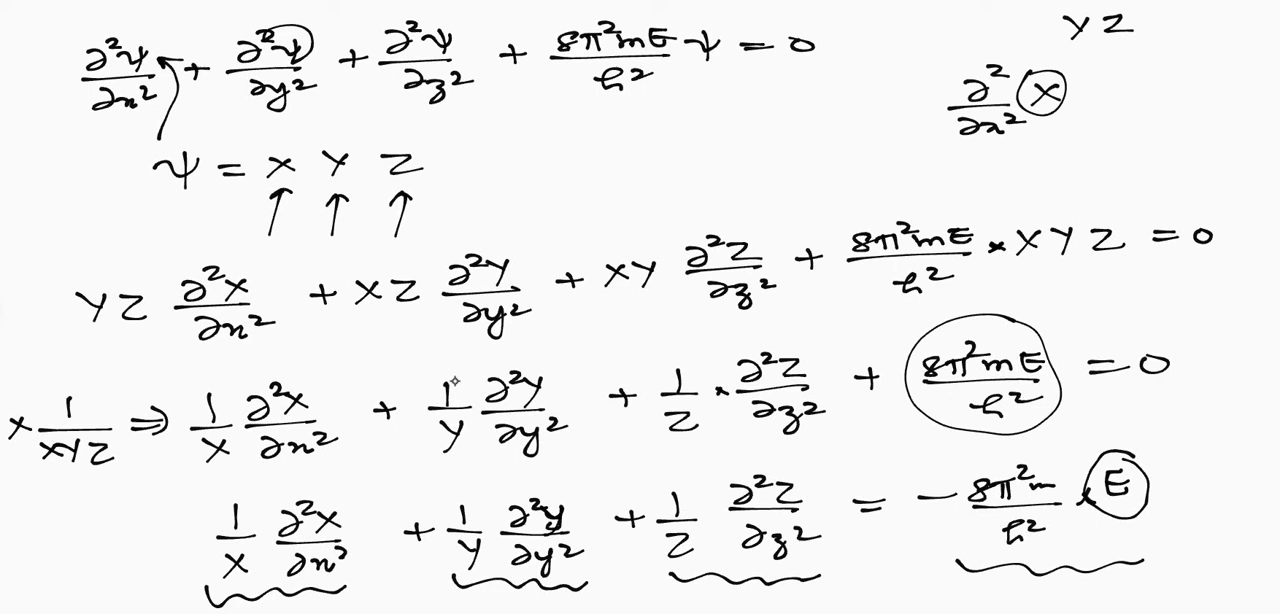 ∂²ψ/∂x² + ∂²ψ/∂y² + ∂²ψ/∂z² + 8π²mE/h² ψ = 0
YZ
∂²/∂x² X
ψ = X Y Z
YZ ∂²X/∂x² + XZ ∂²Y/∂y² + XY ∂²Z/∂z² + 8π²mE/h² × XYZ = 0
× 1/XYZ ⇒ 1/X ∂²X/∂x² + 1/Y ∂²Y/∂y² + 1/Z × ∂²Z/∂z² + 8π²mE/h² = 0
1/X ∂²X/∂x² + 1/Y ∂²y/∂y² + 1/Z ∂²Z/∂z² = − 8π²m/h² × E